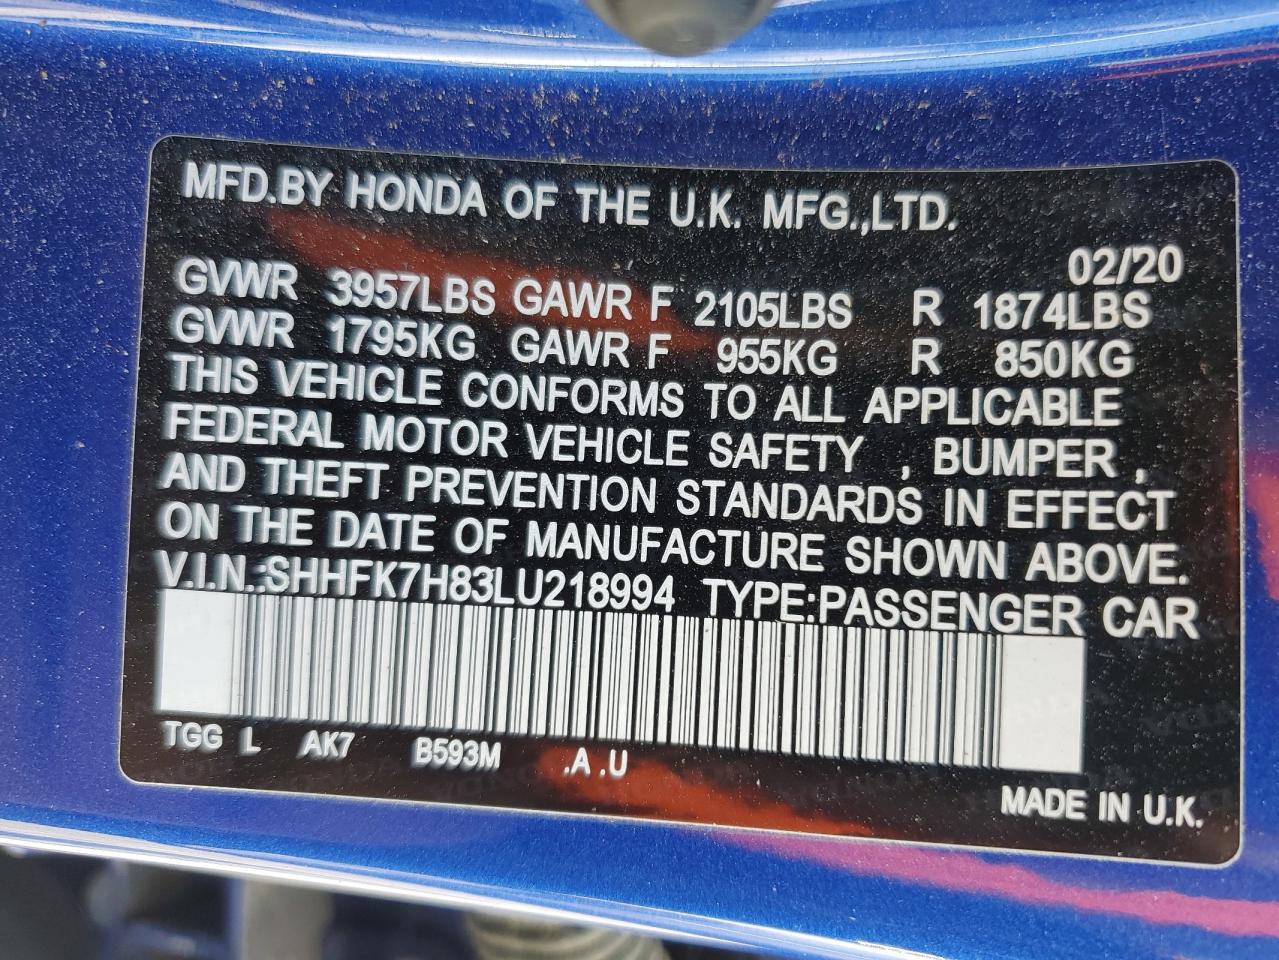 MFD.BY HONDA OF THE U.K. MFG.,LTD.
02/20
GVWR 3957LBS GAWR F 2105LBS R 1874LBS
GVWR 1795KG GAWR F 955KG R 850KG
THIS VEHICLE CONFORMS TO ALL APPLICABLE
FEDERAL MOTOR VEHICLE SAFETY , BUMPER ,
AND THEFT PREVENTION STANDARDS IN EFFECT
ON THE DATE OF MANUFACTURE SHOWN ABOVE.
V.I.N.:SHHFK7H83LU218994 TYPE:PASSENGER CAR
TGG L AK7 B593M .A .U
MADE IN U.K.